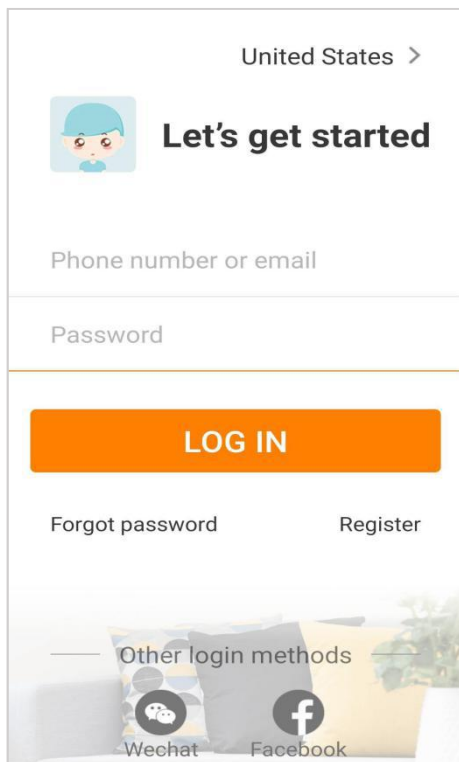 United States >
Let's get started
Phone number or email
Password
LOG IN
Forgot password Register
Other login methods
Wechat Facebook